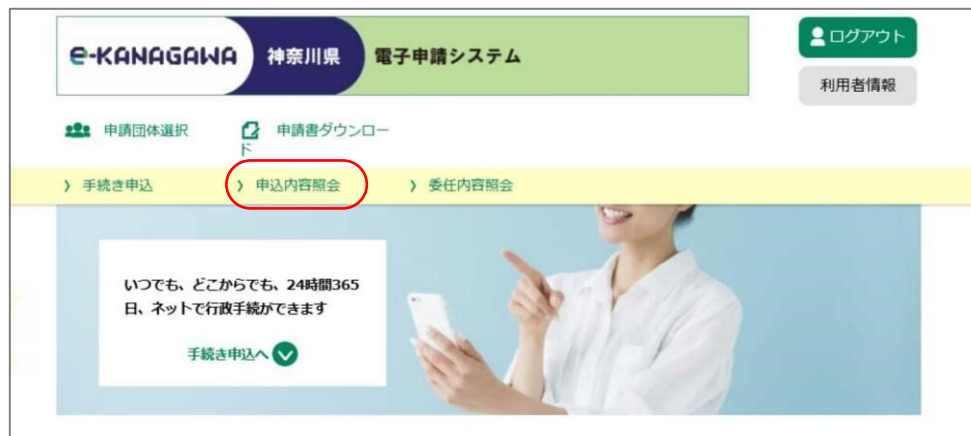 e-KANAGAWA 神奈川県 電子申請システム
ログアウト
利用者情報
申請団体選択
申請書ダウンロー
ド
手続き申込
申込内容照会
委任内容照会
いつでも、どこからでも、24時間365
日、ネットで行政手続ができます
手続き申込へ